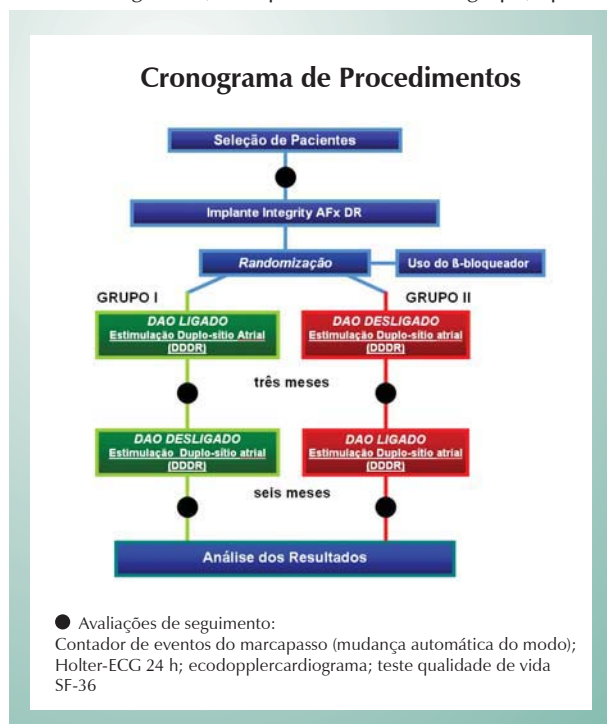 Cronograma de Procedimentos
Seleção de Pacientes
Implante Integrity AFx DR
Randomização
Uso do ß-bloqueador
GRUPO I
GRUPO II
DAO LIGADO
Estimulação Duplo-sítio Atrial
(DDDR)
DAO DESLIGADO
Estimulação Duplo-sítio atrial
(DDDR)
três meses
DAO DESLIGADO
Estimulação Duplo-sítio atrial
(DDDR)
DAO LIGADO
Estimulação Duplo-sítio atrial
(DDDR)
seis meses
Análise dos Resultados
Avaliações de seguimento:
Contador de eventos do marcapasso (mudança automática do modo);
Holter-ECG 24 h; ecodopplercardiograma; teste qualidade de vida
SF-36